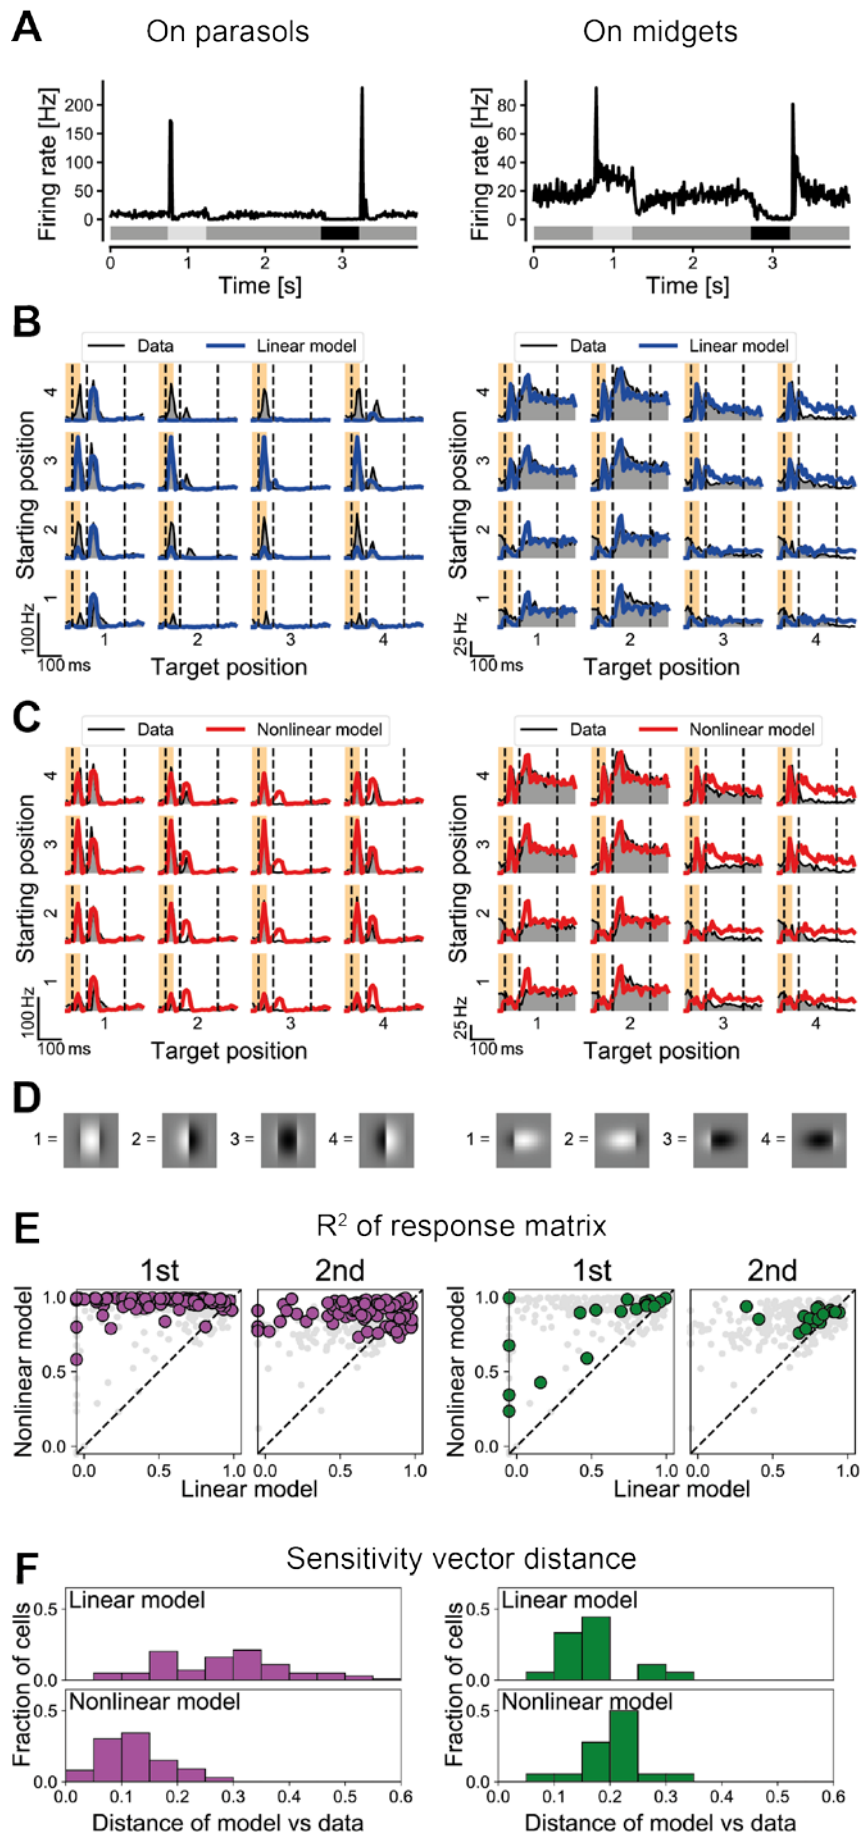 A
On parasols
On midgets
Firing rate [Hz]
200
150
100
50
0
0 1 2 3
Time [s]
Firing rate [Hz]
80
60
40
20
0
0 1 2 3
Time [s]
B
Data Linear model
Data Linear model
Starting position
4
3
2
1
100 Hz
100 ms
1 2 3 4
Target position
Starting position
4
3
2
1
25 Hz
100 ms
1 2 3 4
Target position
C
Data Nonlinear model
Data Nonlinear model
Starting position
4
3
2
1
100 Hz
100 ms
1 2 3 4
Target position
Starting position
4
3
2
1
25 Hz
100 ms
1 2 3 4
Target position
D
1 = 2 = 3 = 4 =
1 = 2 = 3 = 4 =
E
R² of response matrix
1st 2nd
1st 2nd
Nonlinear model
1.0
0.5
0.0
0.0 0.5 1.0 0.0 0.5 1.0
Linear model
Nonlinear model
1.0
0.5
0.0
0.0 0.5 1.0 0.0 0.5 1.0
Linear model
F
Sensitivity vector distance
Fraction of cells
0.5
0.0
Linear model
0.5
0.0
Nonlinear model
0.0 0.1 0.2 0.3 0.4 0.5 0.6
Distance of model vs data
Fraction of cells
0.5
0.0
Linear model
0.5
0.0
Nonlinear model
0.0 0.1 0.2 0.3 0.4 0.5 0.6
Distance of model vs data